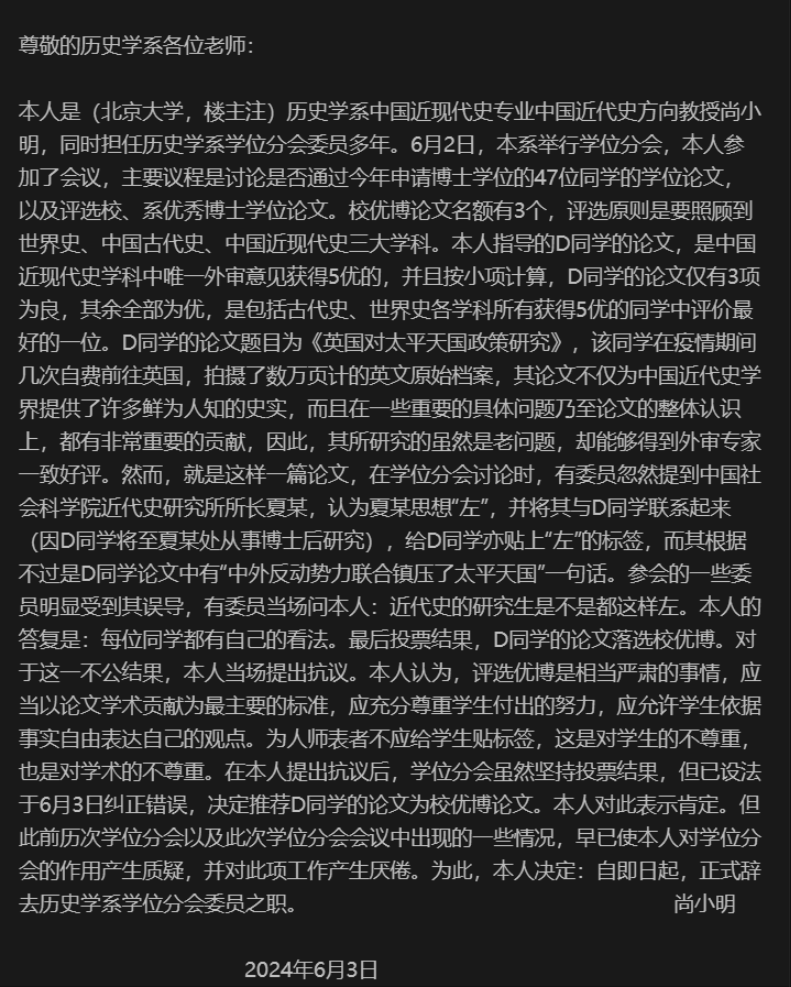 尊敬的历史学系各位老师：
本人是（北京大学，楼主注）历史学系中国近现代史专业中国近代史方向教授尚小
明，同时担任历史学系学位分会委员多年。6月2日，本系举行学位分会，本人参
加了会议，主要议程是讨论是否通过今年申请博士学位的47位同学的学位论文，
以及评选校、系优秀博士学位论文。校优博论文名额有3个，评选原则是要照顾到
世界史、中国古代史、中国近现代史三大学科。本人指导的D同学的论文，是中国
近现代史学科中唯一外审意见获得5优的，并且按小项计算，D同学的论文仅有3项
为良，其余全部为优，是包括古代史、世界史各学科所有获得5优的同学中评价最
好的一位。D同学的论文题目为《英国对太平天国政策研究》，该同学在疫情期间
几次自费前往英国，拍摄了数万页计的英文原始档案，其论文不仅为中国近代史学
界提供了许多鲜为人知的史实，而且在一些重要的具体问题乃至论文的整体认识
上，都有非常重要的贡献，因此，其所研究的虽然是老问题，却能够得到外审专家
一致好评。然而，就是这样一篇论文，在学位分会讨论时，有委员忽然提到中国社
会科学院近代史研究所所长夏某，认为夏某思想“左”，并将其与D同学联系起来
（因D同学将至夏某处从事博士后研究），给D同学亦贴上“左”的标签，而其根据
不过是D同学论文中有“中外反动势力联合镇压了太平天国”一句话。参会的一些委
员明显受到其误导，有委员当场问本人：近代史的研究生是不是都这样左。本人的
答复是：每位同学都有自己的看法。最后投票结果，D同学的论文落选校优博。对
于这一不公结果，本人当场提出抗议。本人认为，评选优博是相当严肃的事情，应
当以论文学术贡献为最主要的标准，应充分尊重学生付出的努力，应允许学生依据
事实自由表达自己的观点。为人师表者不应给学生贴标签，这是对学生的不尊重，
也是对学术的不尊重。在本人提出抗议后，学位分会虽然坚持投票结果，但已设法
于6月3日纠正错误，决定推荐D同学的论文为校优博论文。本人对此表示肯定。但
此前历次学位分会以及此次学位分会会议中出现的一些情况，早已使本人对学位分
会的作用产生质疑，并对此项工作产生厌倦。为此，本人决定：自即日起，正式辞
去历史学系学位分会委员之职。 尚小明
2024年6月3日